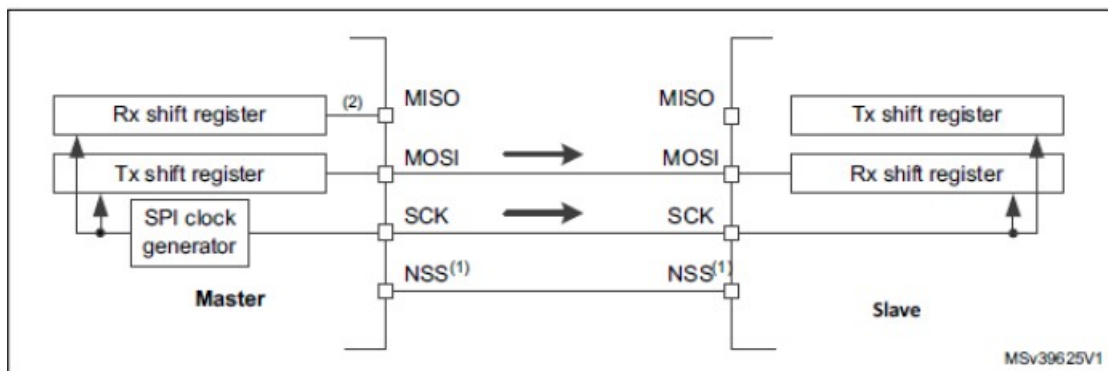 Rx shift register
(2)
MISO
MISO
Tx shift register
Tx shift register
MOSI
MOSI
Rx shift register
SPI clock
generator
SCK
SCK
NSS(1)
NSS(1)
Master
Slave
MSv39625V1